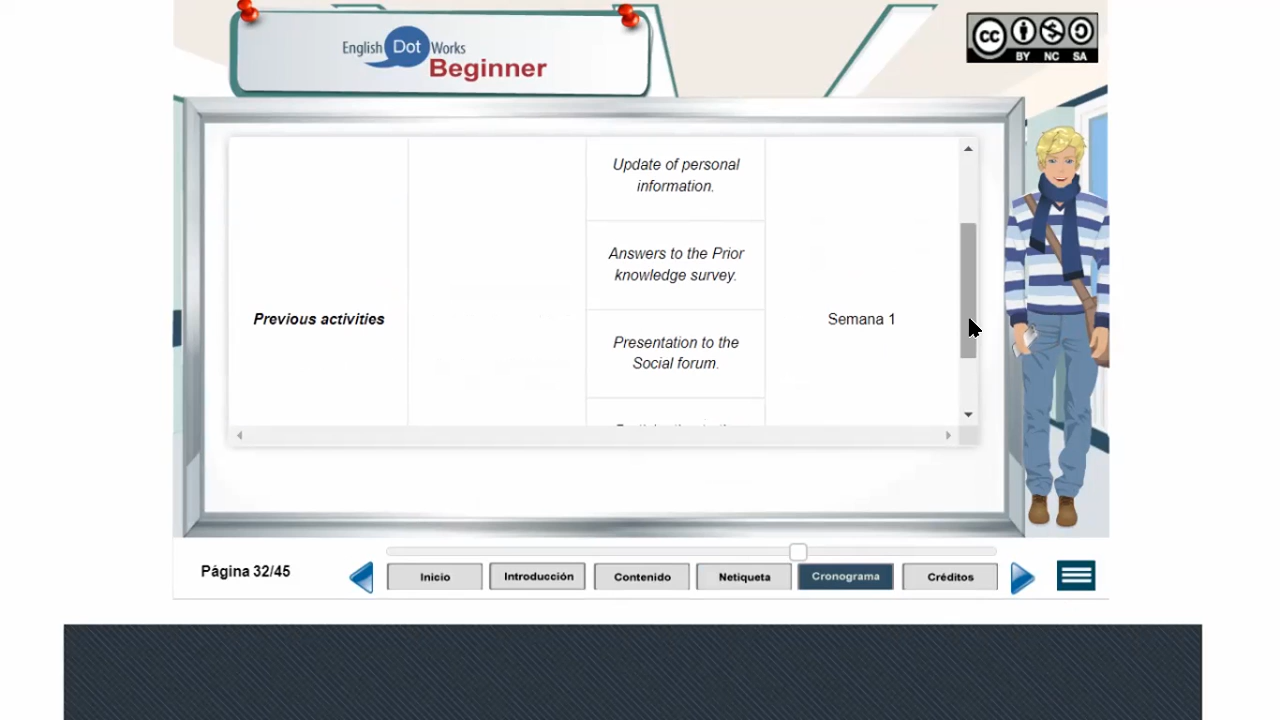 English Dot Works
Beginner
CC
BY NC SA
Update of personal
information.
Answers to the Prior
knowledge survey.
Previous activities
Semana 1
Presentation to the
Social forum.
Página 32/45
Inicio
Introducción
Contenido
Netiqueta
Cronograma
Créditos